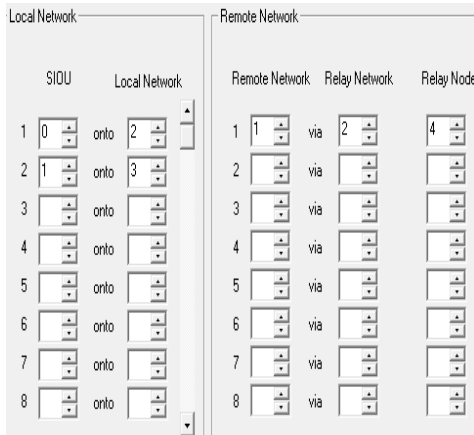 Local Network
Remote Network
SIOU Local Network
Remote Network Relay Network Relay Node
1 0 onto 2
1 1 via 2 4
2 1 onto 3
2 via
3 onto
3 via
4 onto
4 via
5 onto
5 via
6 onto
6 via
7 onto
7 via
8 onto
8 via